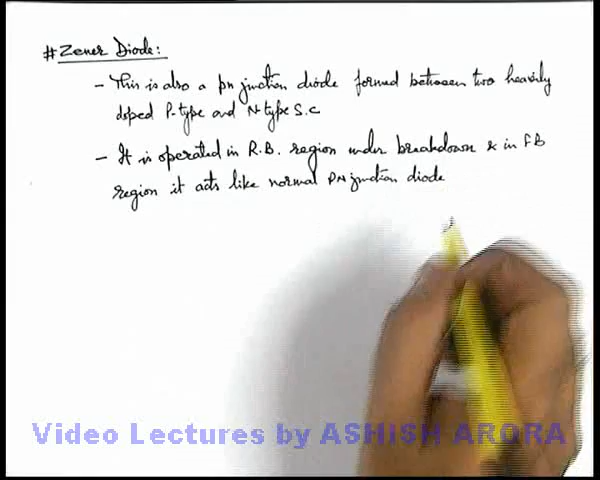 # Zener Diode:
- This is also a pn junction diode formed between two heavily
doped P-type and N-type S.C
- It is operated in R.B. region under breakdown & in FB
region it acts like normal PN junction diode
Video Lectures by ASHISH ARORA